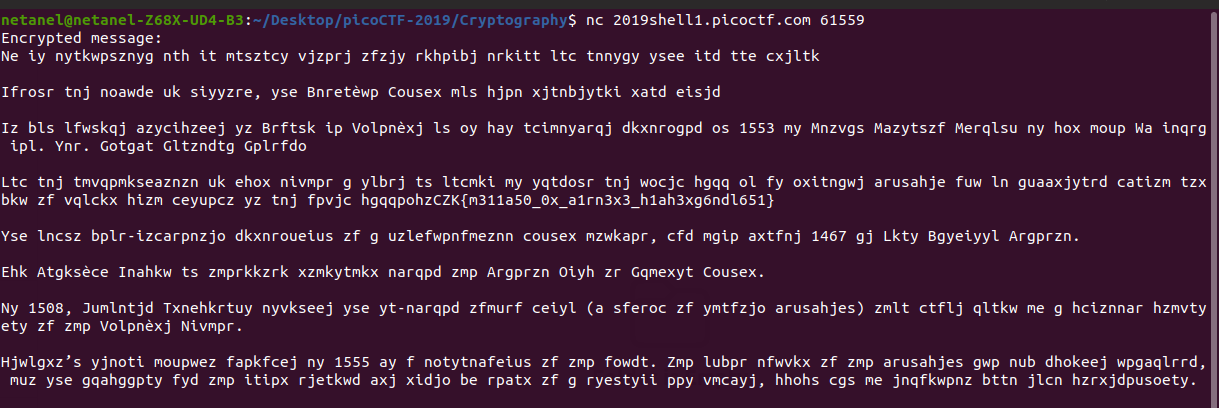 netanel@netanel-Z68X-UD4-B3:~/Desktop/picoCTF-2019/Cryptography$ nc 2019shell1.picoctf.com 61559
Encrypted message:
Ne iy nytkwpsznyg nth it mtsztcy vjzprj zfzjy rkhpibj nrkitt ltc tnnygy ysee itd tte cxjltk
Ifrosr tnj noawde uk siyyzre, yse Bnretèwp Cousex mls hjpn xjtnbjytki xatd eisjd
Iz bls lfwskqj azycihzeej yz Brftsk ip Volpnèxj ls oy hay tcimnyarqj dkxnrogpd os 1553 my Mnzvgs Mazytszf Merqlsu ny hox moup Wa inqrg
ipl. Ynr. Gotgat Gltzndtg Gplrfdo
Ltc tnj tmvqpmkseaznzn uk ehox nivmpr g ylbrj ts ltcmki my yqtdosr tnj wocjc hgqq ol fy oxitngwj arusahje fuw ln guaaxjytrd catizm tzx
bkw zf vqlckx hizm ceyupcz yz tnj fpvjc hgqqpohzCZK{m311a50_0x_a1rn3x3_h1ah3xg6ndl651}
Yse lncsz bplr-izcarpnzjo dkxnroueius zf g uzlefwpnfmeznn cousex mzwkapr, cfd mgip axtfnj 1467 gj Lkty Bgyeiyyl Argprzn.
Ehk Atgksèce Inahkw ts zmprkkzrk xzmkytmkx narqpd zmp Argprzn Oiyh zr Gqmexyt Cousex.
Ny 1508, Jumlntjd Txnehkrtuy nyvkseej yse yt-narqpd zfmurf ceiyl (a sferoc zf ymtfzjo arusahjes) zmlt ctflj qltkw me g hciznnar hzmvty
ety zf zmp Volpnèxj Nivmpr.
Hjwlgxz’s yjnoti moupwez fapkfcej ny 1555 ay f notytnafeius zf zmp fowdt. Zmp lubpr nfwvkx zf zmp arusahjes gwp nub dhokeej wpgaqlrrd,
muz yse gqahggpty fyd zmp itipx rjetkwd axj xidjo be rpatx zf g ryestyii ppy vmcayj, hhohs cgs me jnqfkwpnz bttn jlcn hzrxjdpusoety.